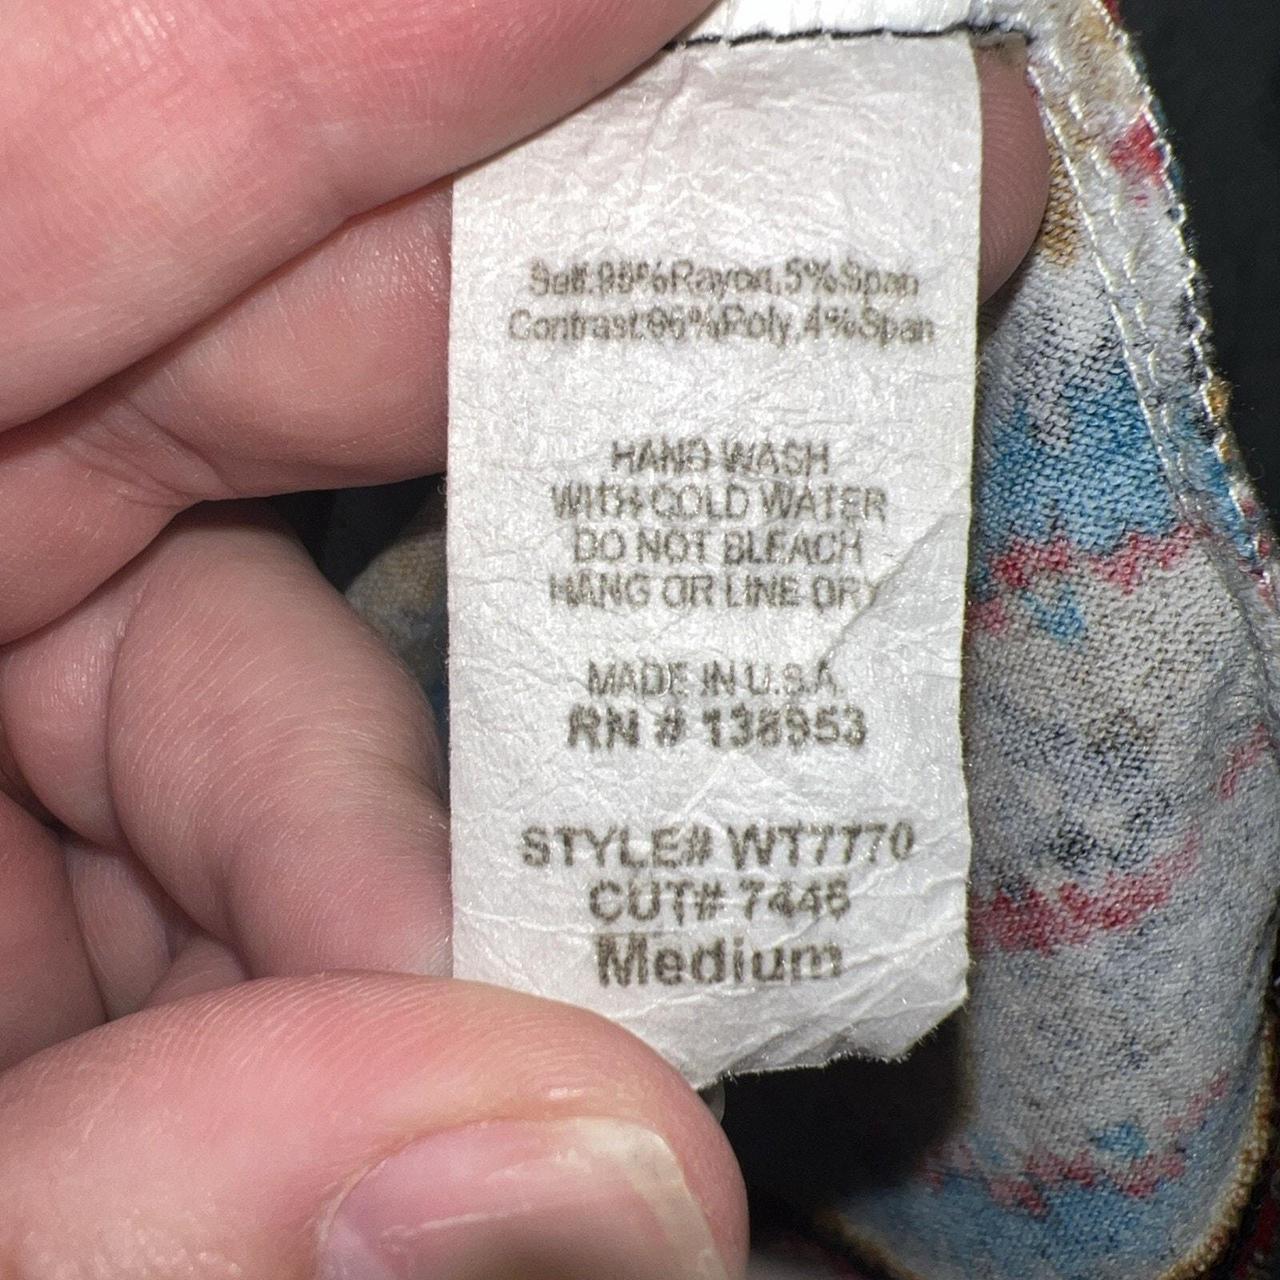 Self:95%Rayon,5%Span
Contrast:96%Poly,4%Span
HAND WASH
WITH COLD WATER
DO NOT BLEACH
HANG OR LINE DRY
MADE IN U.S.A.
RN # 138953
STYLE# WT7770
CUT# 7446
Medium